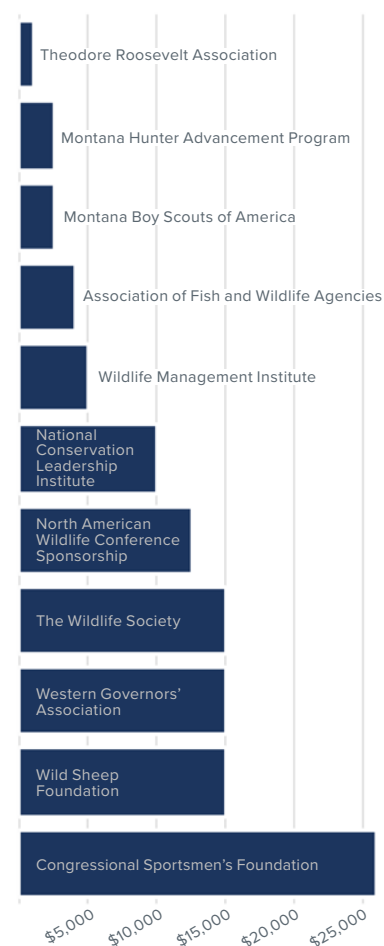 Theodore Roosevelt Association
Montana Hunter Advancement Program
Montana Boy Scouts of America
Association of Fish and Wildlife Agencies
Wildlife Management Institute
National
Conservation
Leadership
Institute
North American
Wildlife Conference
Sponsorship
The Wildlife Society
Western Governors’
Association
Wild Sheep
Foundation
Congressional Sportsmen’s Foundation
$5,000
$10,000
$15,000
$20,000
$25,000